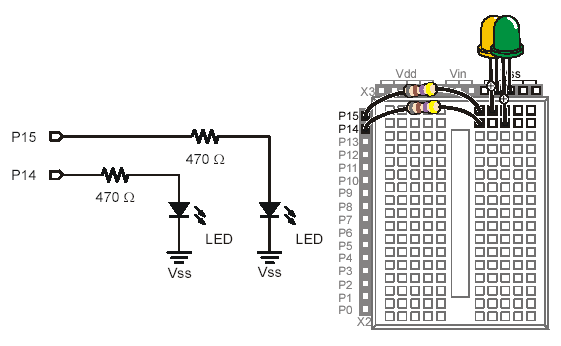 P15
470 Ω
P14
470 Ω
LED
LED
Vss
Vss
Vdd
Vin
X3
P15
P14
P13
P12
P11
P10
P9
P8
P7
P6
P5
P4
P3
P2
P1
P0
X2